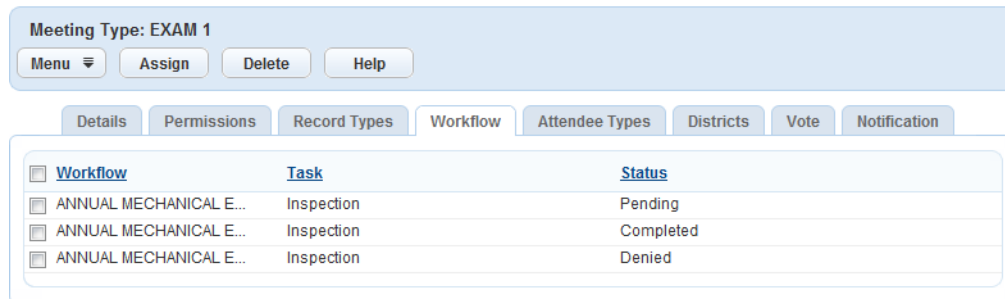 Meeting Type: EXAM 1
Menu Assign Delete Help
Details Permissions Record Types Workflow Attendee Types Districts Vote Notification
Workflow Task Status
ANNUAL MECHANICAL E... Inspection Pending
ANNUAL MECHANICAL E... Inspection Completed
ANNUAL MECHANICAL E... Inspection Denied